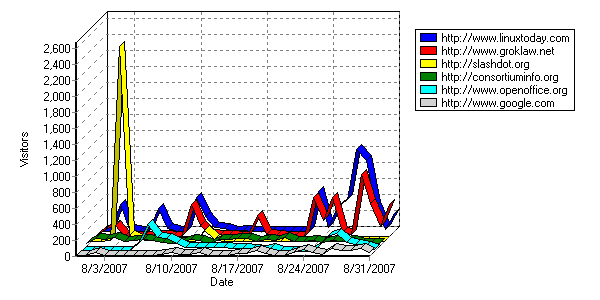 2,600
2,400
2,200
2,000
1,800
1,600
1,400
1,200
1,000
800
600
400
200
0
Visitors
8/3/2007
8/10/2007
8/17/2007
8/24/2007
8/31/2007
Date
http://www.linuxtoday.com
http://www.groklaw.net
http://slashdot.org
http://consortiuminfo.org
http://www.openoffice.org
http://www.google.com